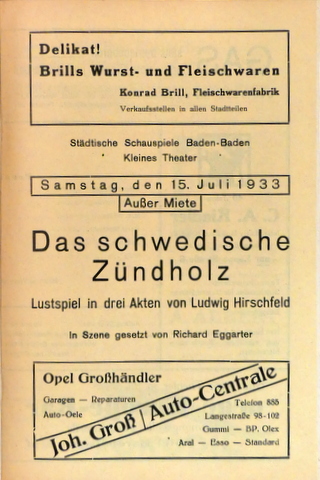 Delikat!
Brills Wurst- und Fleischwaren
Konrad Brill, Fleischwarenfabrik
Verkaufsstellen in allen Stadtteilen
Städtische Schauspiele Baden-Baden
Kleines Theater
Samstag, den 15. Juli 1933
Außer Miete
Das schwedische
Zündholz
Lustspiel in drei Akten von Ludwig Hirschfeld
In Szene gesetzt von Richard Eggarter
Opel Großhändler
Garagen — Reparaturen
Auto-Oele
Joh. Groß | Auto-Centrale
Telefon 855
Langestraße 98-102
Gummi — BP. Olex
Aral — Esso — Standard